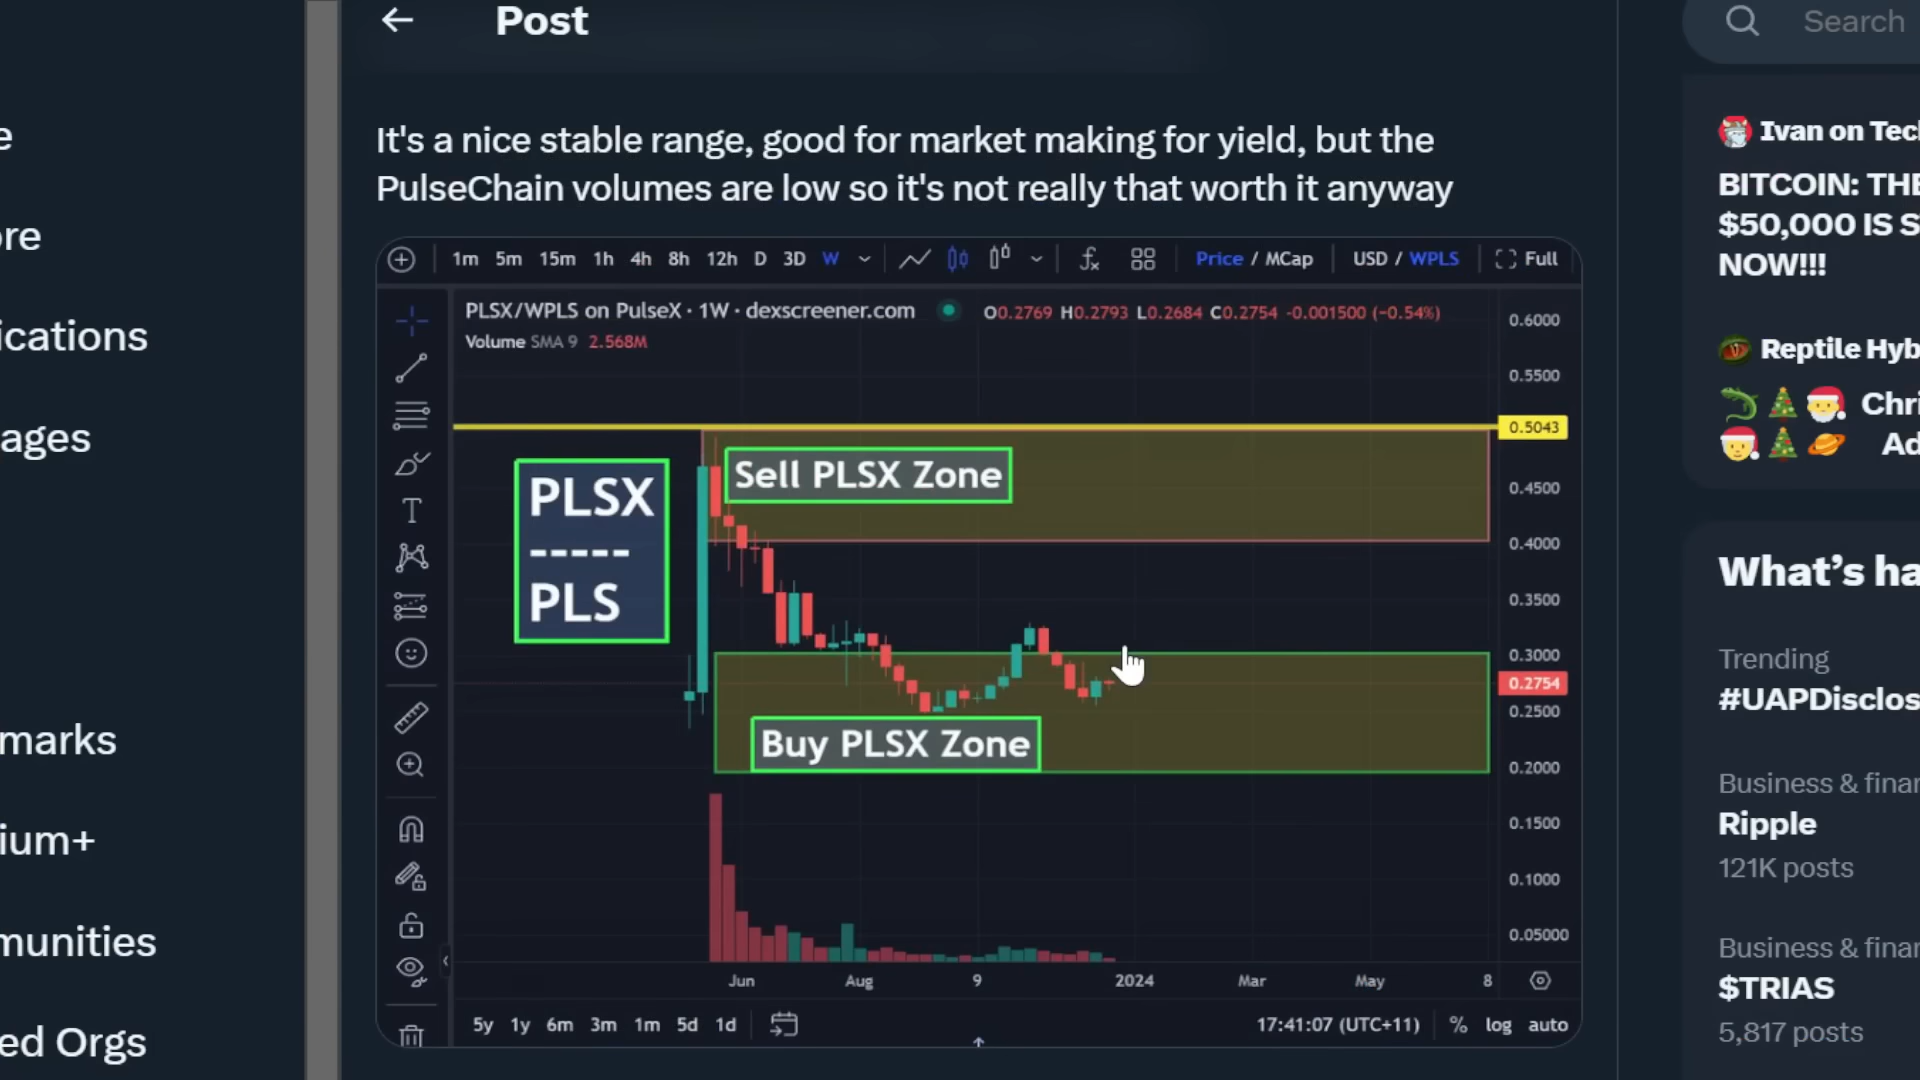 Post
Search
It's a nice stable range, good for market making for yield, but the
PulseChain volumes are low so it's not really that worth it anyway
1m 5m 15m 1h 4h 8h 12h D 3D W
Price / MCap
USD / WPLS
Full
PLSX/WPLS on PulseX · 1W · dexscreener.com
O0.2769 H0.2793 L0.2684 C0.2754 -0.001500 (−0.54%)
Volume SMA 9 2.568M
0.6000
0.5500
0.5043
0.4500
0.4000
0.3500
0.3000
0.2754
0.2500
0.2000
0.1500
0.1000
0.05000
Sell PLSX Zone
PLSX
-----
PLS
Buy PLSX Zone
Jun Aug 9 2024 Mar May 8
5y 1y 6m 3m 1m 5d 1d
17:41:07 (UTC+11) % log auto
e
ore
ications
ages
marks
ium+
munities
ed Orgs
Ivan on Tech
BITCOIN: THE
$50,000 IS S
NOW!!!
Reptile Hyb
Chri
Ad
What’s ha
Trending
#UAPDisclos
Business & finan
Ripple
121K posts
Business & finan
$TRIAS
5,817 posts